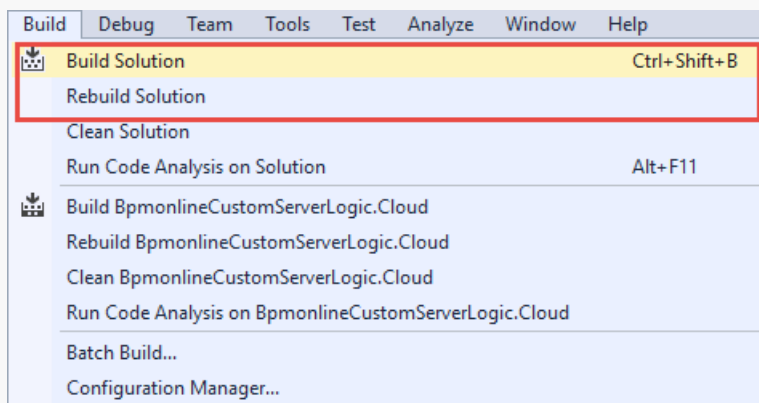 Build Debug Team Tools Test Analyze Window Help
Build Solution Ctrl+Shift+B
Rebuild Solution
Clean Solution
Run Code Analysis on Solution Alt+F11
Build BpmonlineCustomServerLogic.Cloud
Rebuild BpmonlineCustomServerLogic.Cloud
Clean BpmonlineCustomServerLogic.Cloud
Run Code Analysis on BpmonlineCustomServerLogic.Cloud
Batch Build...
Configuration Manager...